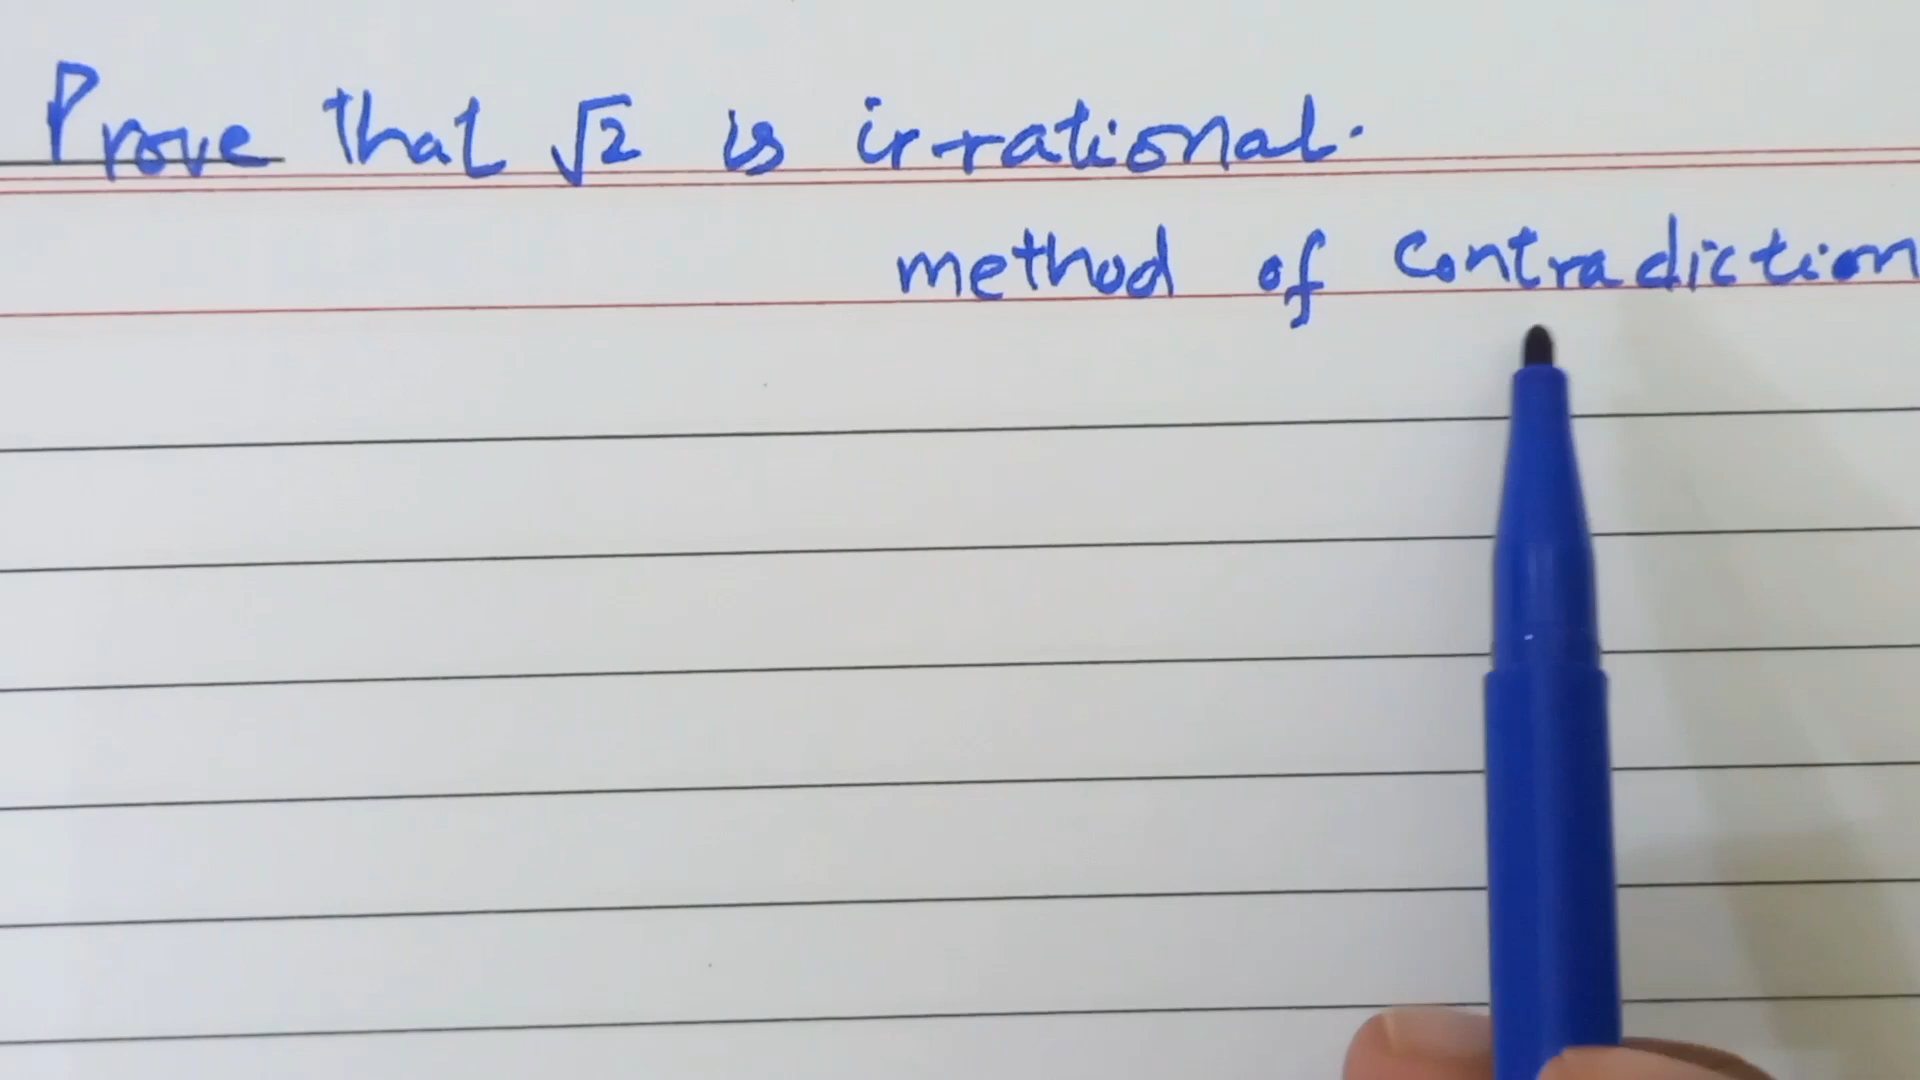 Prove that √2 is irrational.
method of contradiction